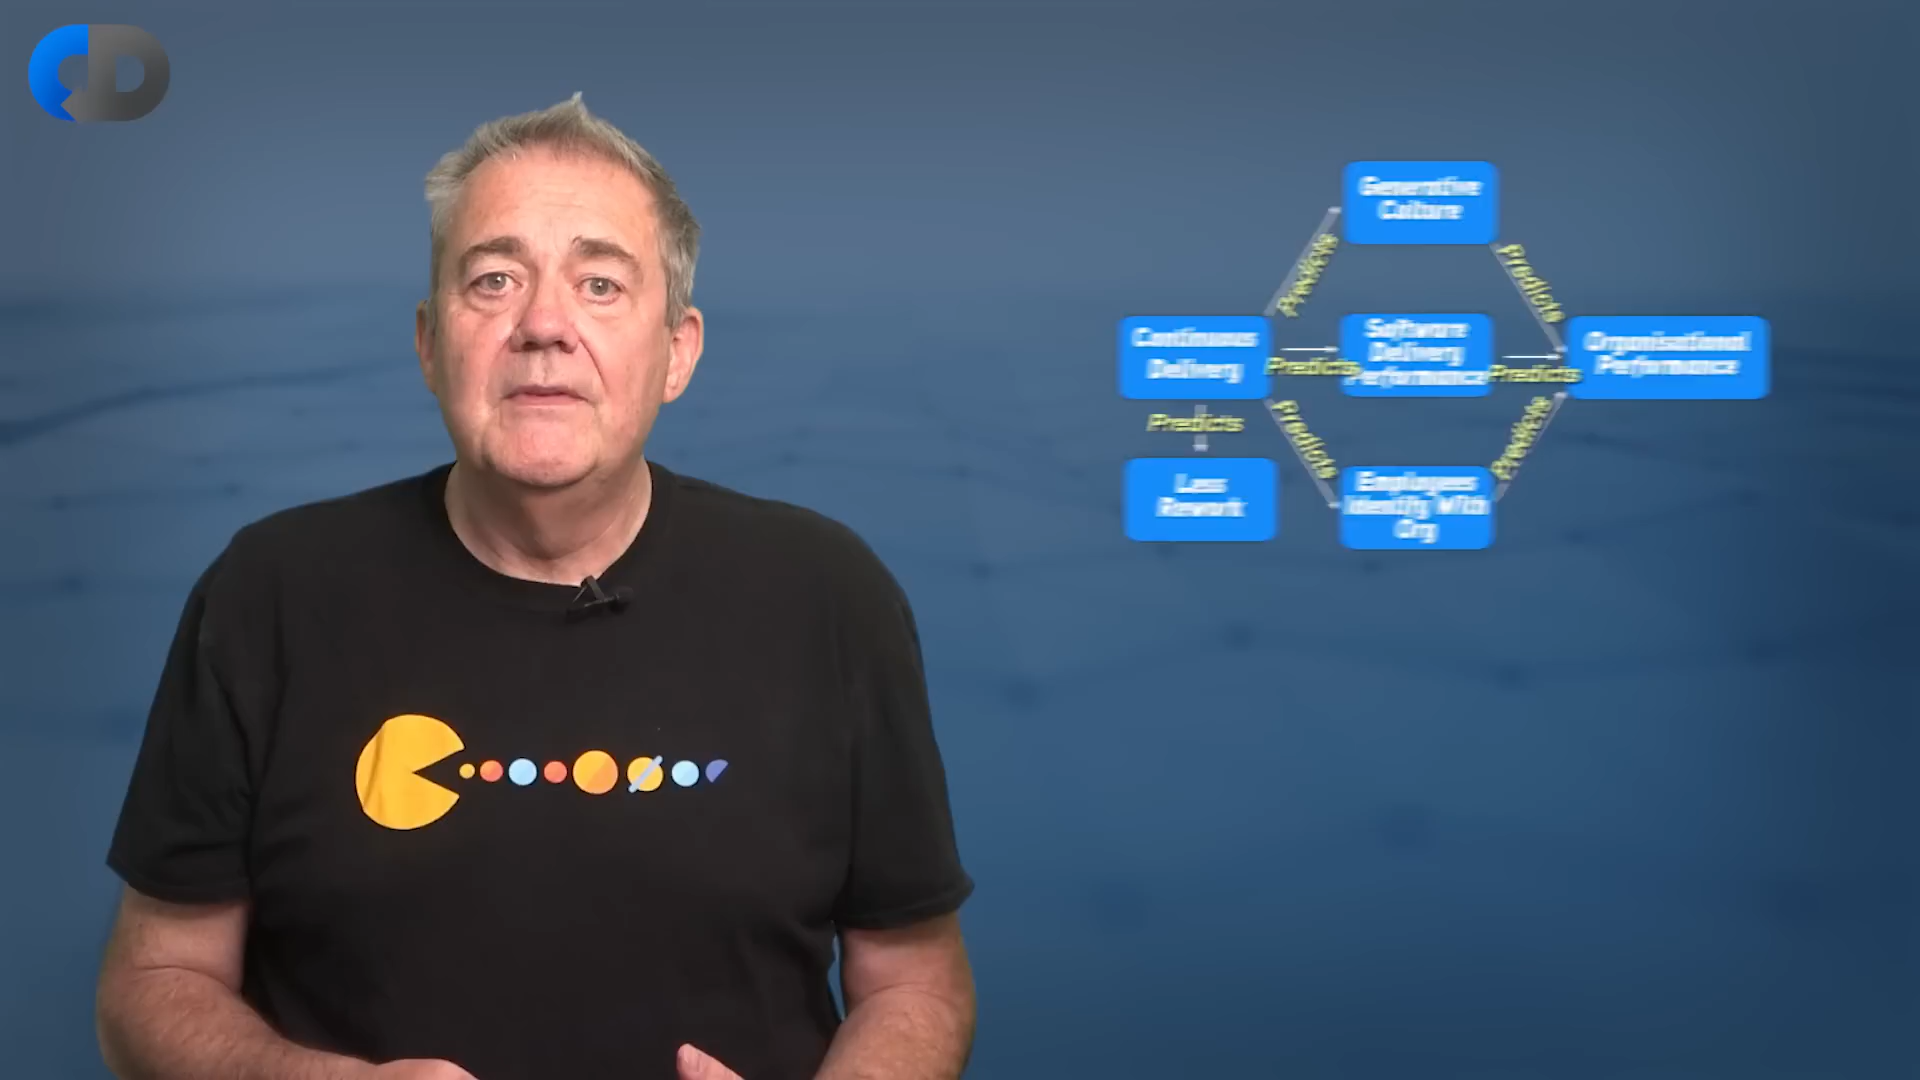 CD
Generative
Culture
Predicts
Predicts
Continuous
Delivery
Predicts
Software
Delivery
Performance
Predicts
Organisational
Performance
Predicts
Predicts
Predicts
Less
Rework
Employees
Identify With
Org